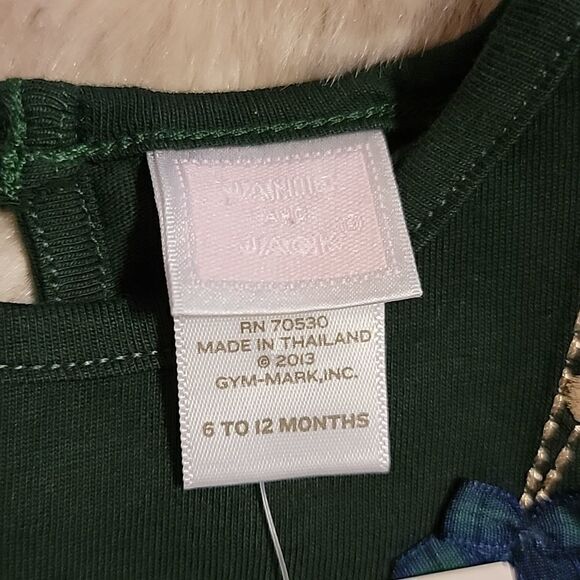 JANIE
AND
JACK®
RN 70530
MADE IN THAILAND
© 2013
GYM-MARK,INC.
6 TO 12 MONTHS